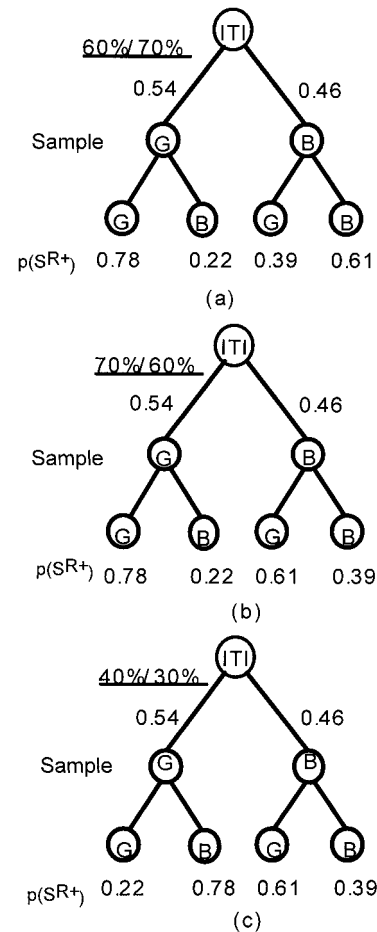 ITI
60%/70%
0.54 0.46
Sample G B
G B G B
p(SR+) 0.78 0.22 0.39 0.61
(a)
ITI
70%/60%
0.54 0.46
Sample G B
G B G B
p(SR+) 0.78 0.22 0.61 0.39
(b)
ITI
40%/30%
0.54 0.46
Sample G B
G B G B
p(SR+) 0.22 0.78 0.61 0.39
(c)